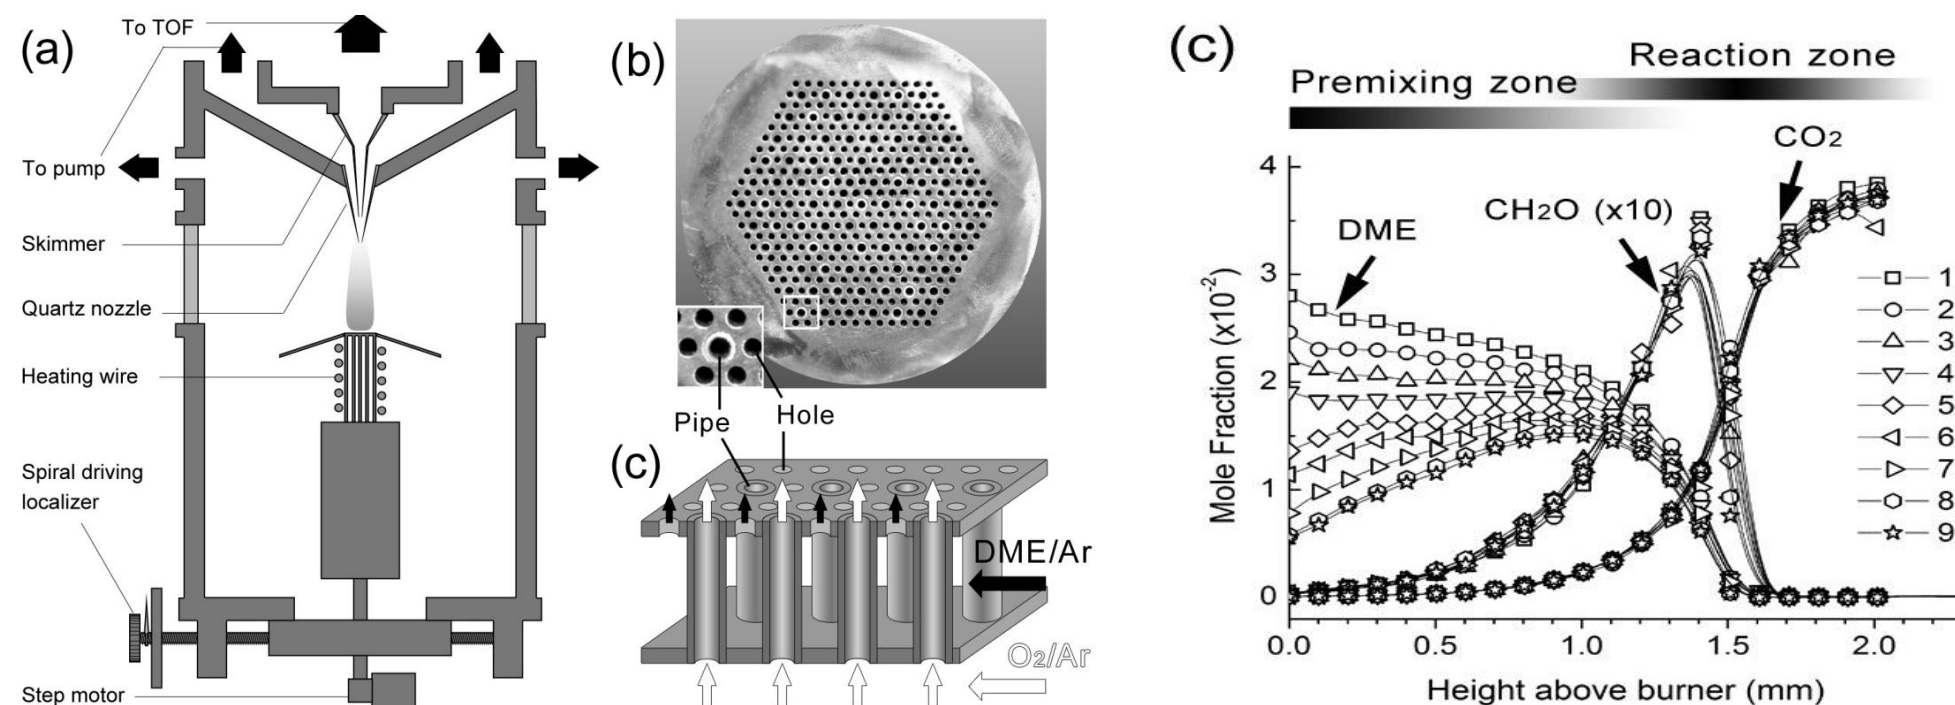 (a)
To TOF
To pump
Skimmer
Quartz nozzle
Heating wire
Spiral driving
localizer
Step motor
(b)
Pipe
Hole
(c)
DME/Ar
O2/Ar
(c)
Reaction zone
Premixing zone
CO2
CH2O (x10)
DME
Mole Fraction (x10-2)
4
3
2
1
0
0.0 0.5 1.0 1.5 2.0
Height above burner (mm)
1
2
3
4
5
6
7
8
9